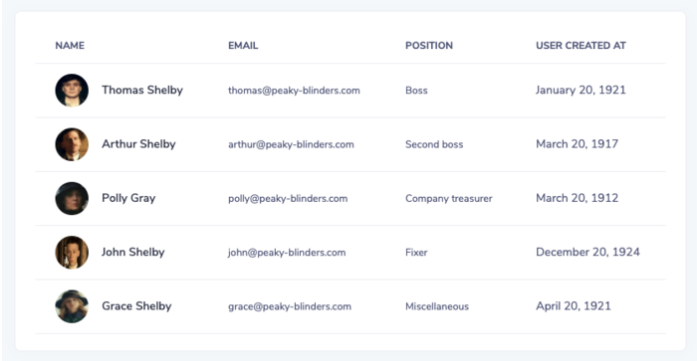 NAME EMAIL POSITION USER CREATED AT
Thomas Shelby thomas@peaky-blinders.com Boss January 20, 1921
Arthur Shelby arthur@peaky-blinders.com Second boss March 20, 1917
Polly Gray polly@peaky-blinders.com Company treasurer March 20, 1912
John Shelby john@peaky-blinders.com Fixer December 20, 1924
Grace Shelby grace@peaky-blinders.com Miscellaneous April 20, 1921